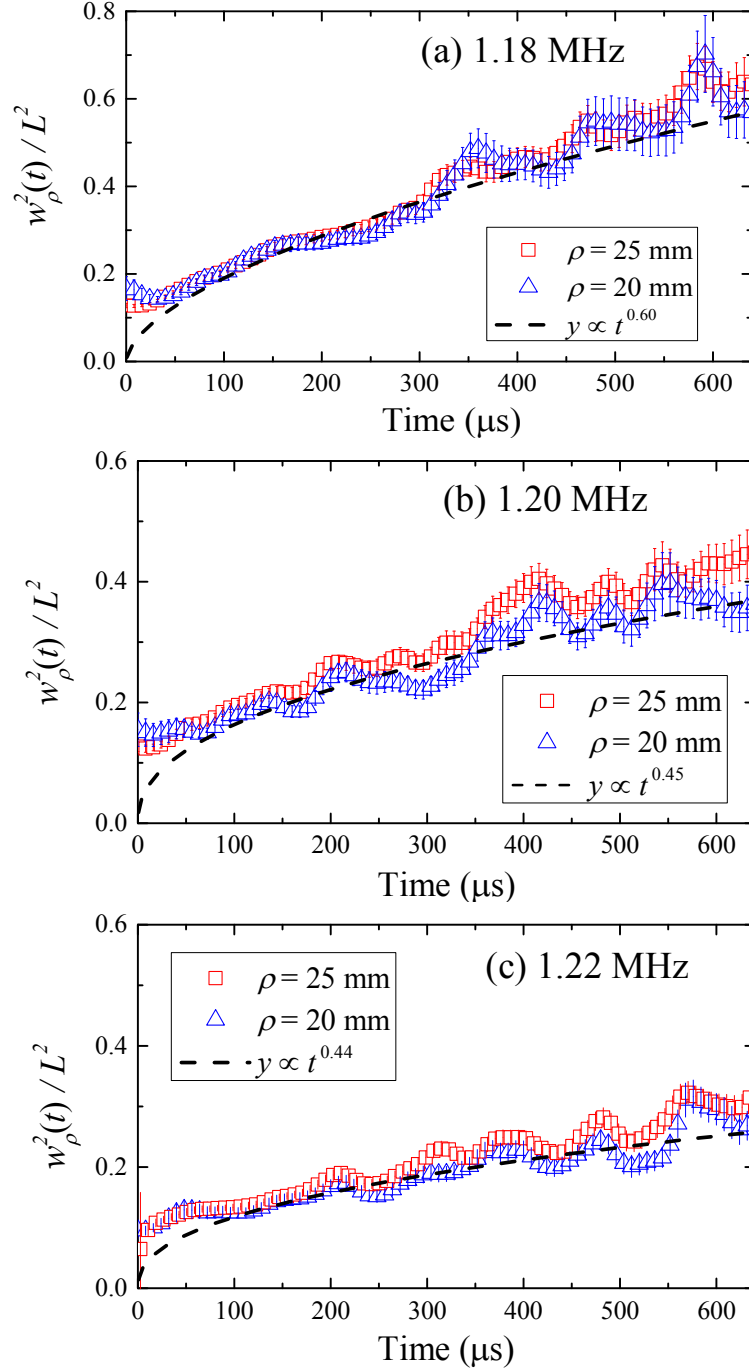 (a) 1.18 MHz
w²ρ(t) / L²
0.8
0.6
0.4
0.2
0.0
ρ = 25 mm
ρ = 20 mm
y ∝ t^0.60
0 100 200 300 400 500 600
Time (μs)
(b) 1.20 MHz
w²ρ(t) / L²
0.6
0.4
0.2
0.0
ρ = 25 mm
ρ = 20 mm
y ∝ t^0.45
0 100 200 300 400 500 600
Time (μs)
(c) 1.22 MHz
w²ρ(t) / L²
0.6
0.4
0.2
0.0
ρ = 25 mm
ρ = 20 mm
y ∝ t^0.44
0 100 200 300 400 500 600
Time (μs)